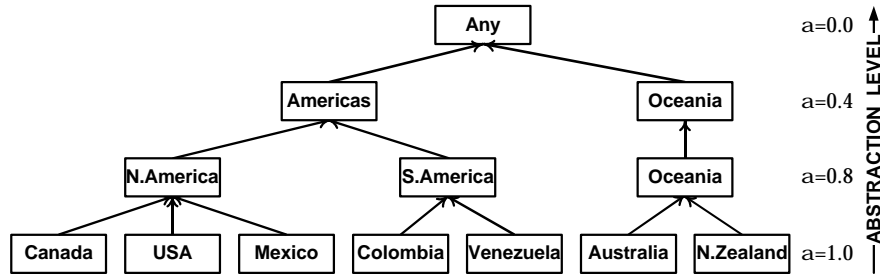 Any
a=0.0
Americas
Oceania
a=0.4
N.America
S.America
Oceania
a=0.8
Canada
USA
Mexico
Colombia
Venezuela
Australia
N.Zealand
a=1.0
ABSTRACTION LEVEL